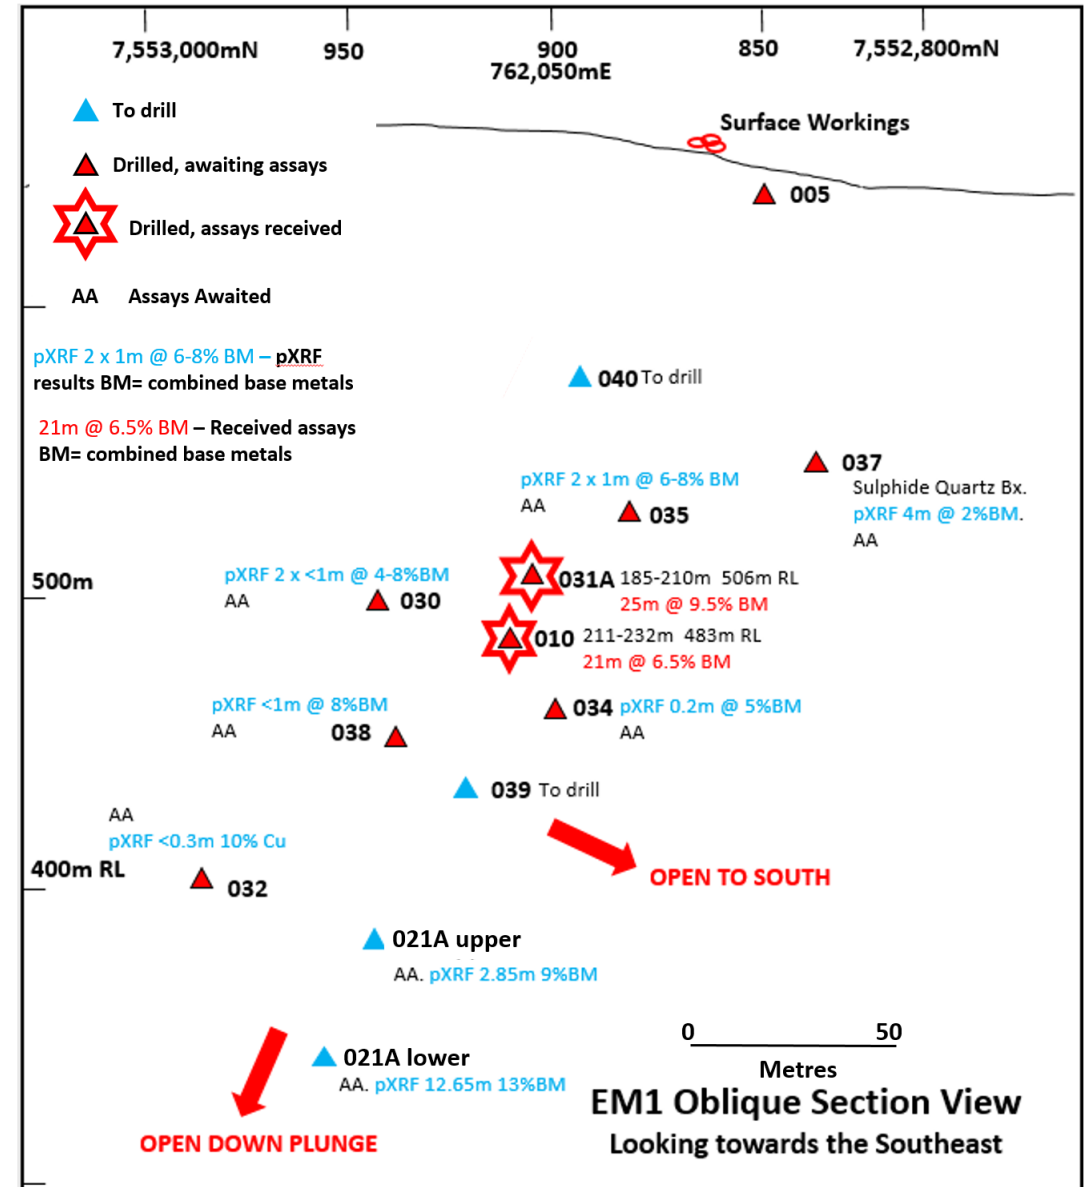 7,553,000mN 950 900 850 7,552,800mN
762,050mE
To drill
Surface Workings
Drilled, awaiting assays
005
Drilled, assays received
AA Assays Awaited
pXRF 2 x 1m @ 6-8% BM – pXRF
results BM= combined base metals
040 To drill
21m @ 6.5% BM – Received assays
BM= combined base metals
037
Sulphide Quartz Bx.
pXRF 4m @ 2%BM.
AA
pXRF 2 x 1m @ 6-8% BM
AA
035
500m
pXRF 2 x <1m @ 4-8%BM
AA
030
031A 185-210m 506m RL
25m @ 9.5% BM
010 211-232m 483m RL
21m @ 6.5% BM
pXRF <1m @ 8%BM
AA
038
034 pXRF 0.2m @ 5%BM
AA
039 To drill
AA
pXRF <0.3m 10% Cu
400m RL
032
OPEN TO SOUTH
021A upper
AA. pXRF 2.85m 9%BM
0 50
Metres
021A lower
AA. pXRF 12.65m 13%BM
EM1 Oblique Section View
Looking towards the Southeast
OPEN DOWN PLUNGE